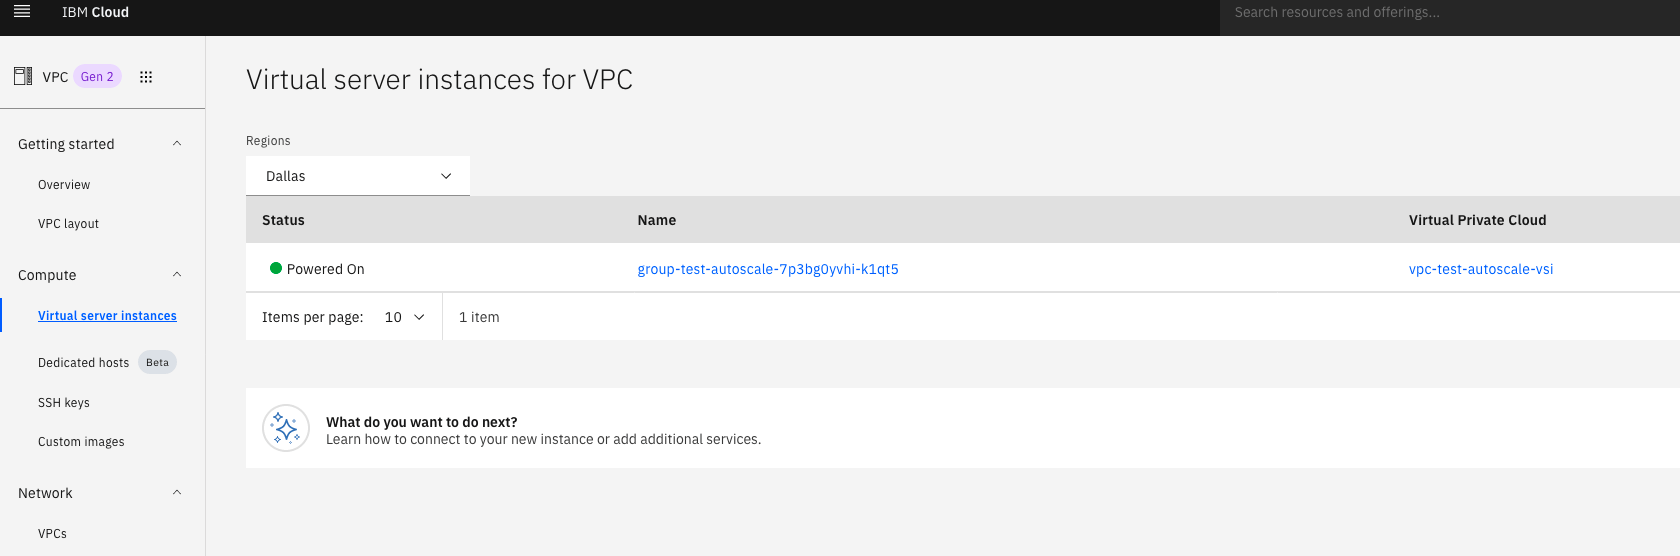 IBM Cloud
Search resources and offerings...
VPC Gen 2
Getting started
Overview
VPC layout
Compute
Virtual server instances
Dedicated hosts Beta
SSH keys
Custom images
Network
VPCs
Virtual server instances for VPC
Regions
Dallas
Status Name Virtual Private Cloud
Powered On group-test-autoscale-7p3bg0yvhi-k1qt5 vpc-test-autoscale-vsi
Items per page: 10 1 item
What do you want to do next?
Learn how to connect to your new instance or add additional services.